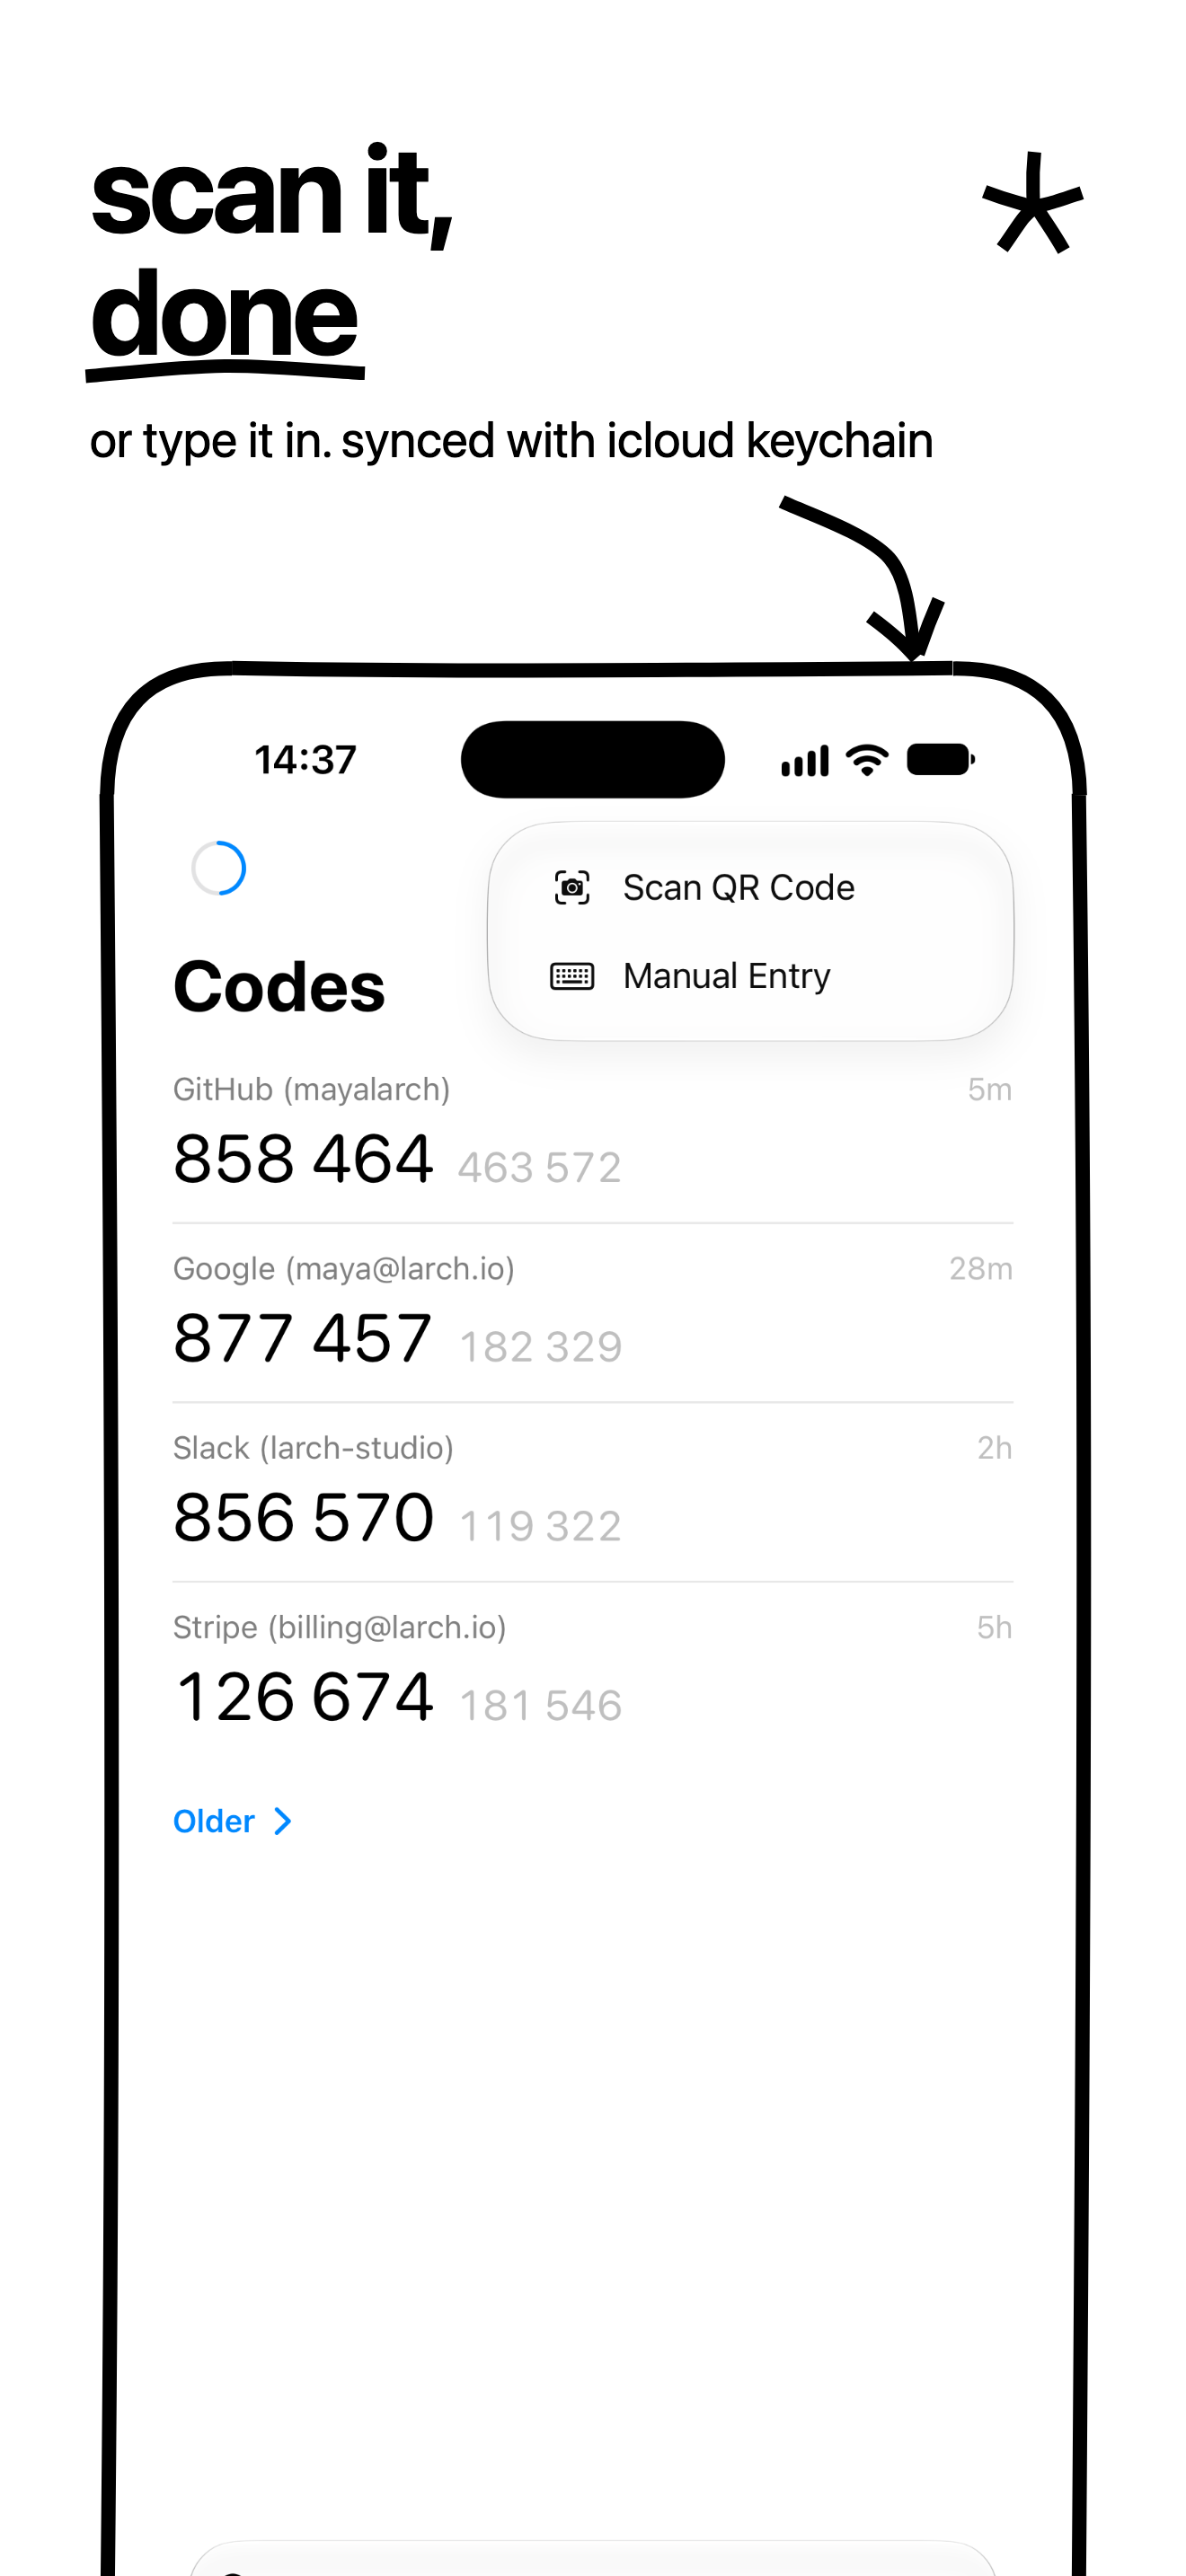 scan it,
done
or type it in. synced with icloud keychain
14:37
Scan QR Code
Manual Entry
Codes
GitHub (mayalarch) 5m
858 464 463 572
Google (maya@larch.io) 28m
877 457 182 329
Slack (larch-studio) 2h
856 570 119 322
Stripe (billing@larch.io) 5h
126 674 181 546
Older